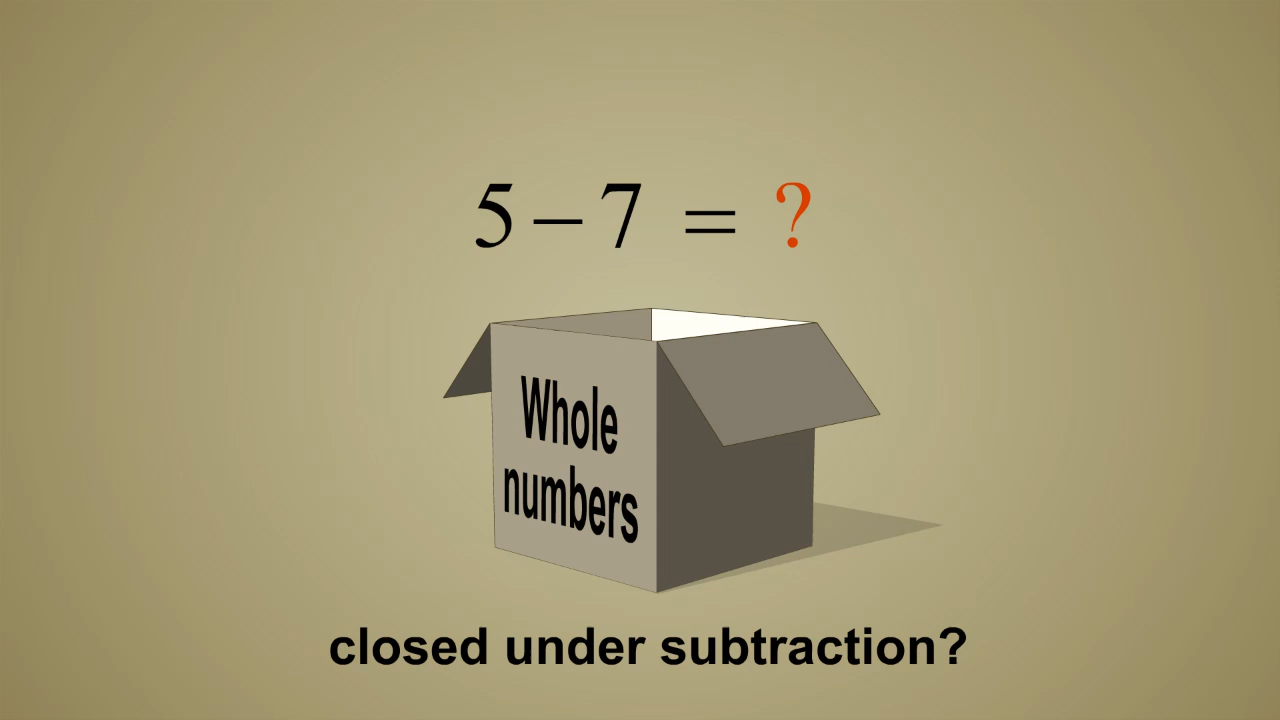 5 − 7 = ?
Whole
numbers
closed under subtraction?